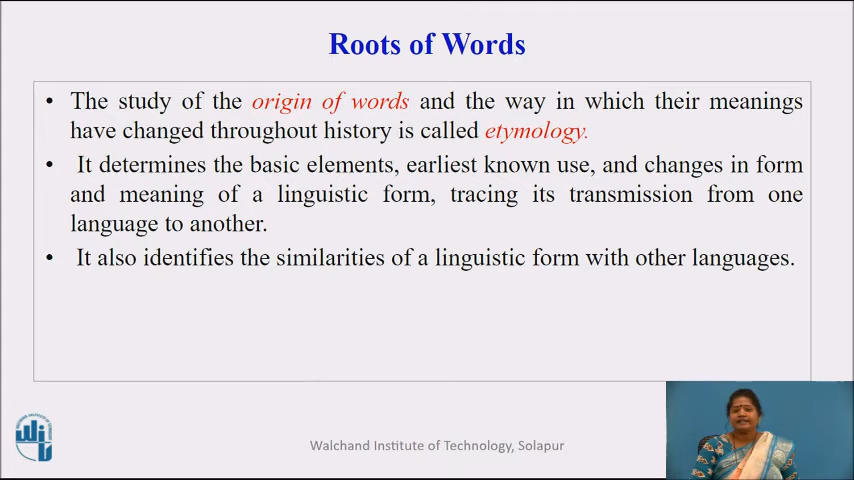 Roots of Words
• The study of the origin of words and the way in which their meanings
have changed throughout history is called etymology.
• It determines the basic elements, earliest known use, and changes in form
and meaning of a linguistic form, tracing its transmission from one
language to another.
• It also identifies the similarities of a linguistic form with other languages.
Walchand Institute of Technology, Solapur